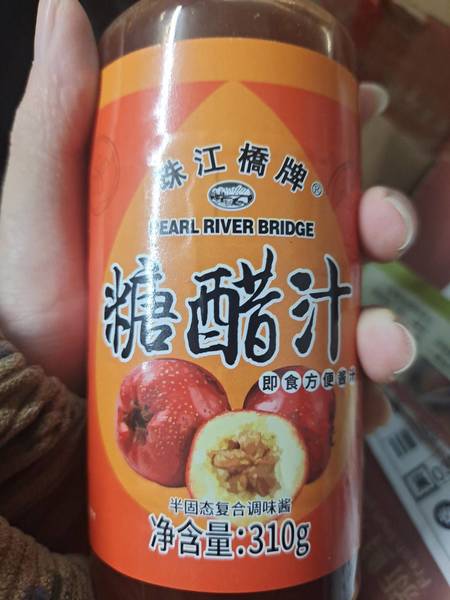 珠江橋牌®
PEARL RIVER BRIDGE
糖醋汁
即食方便酱汁
半固态复合调味酱
净含量:310g